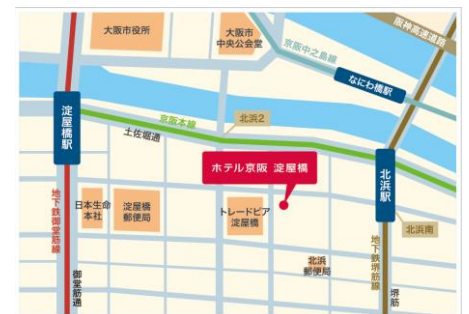 大阪市役所
大阪市
中央公会堂
阪神高速道路
京阪中之島線
なにわ橋駅
淀屋橋駅
京阪本線
土佐堀通
北浜2
ホテル京阪 淀屋橋
北浜駅
地下鉄御堂筋線
日本生命
本社
淀屋橋
郵便局
トレードピア
淀屋橋
北浜南
北浜
郵便局
地下鉄堺筋線
御堂筋通
堺筋